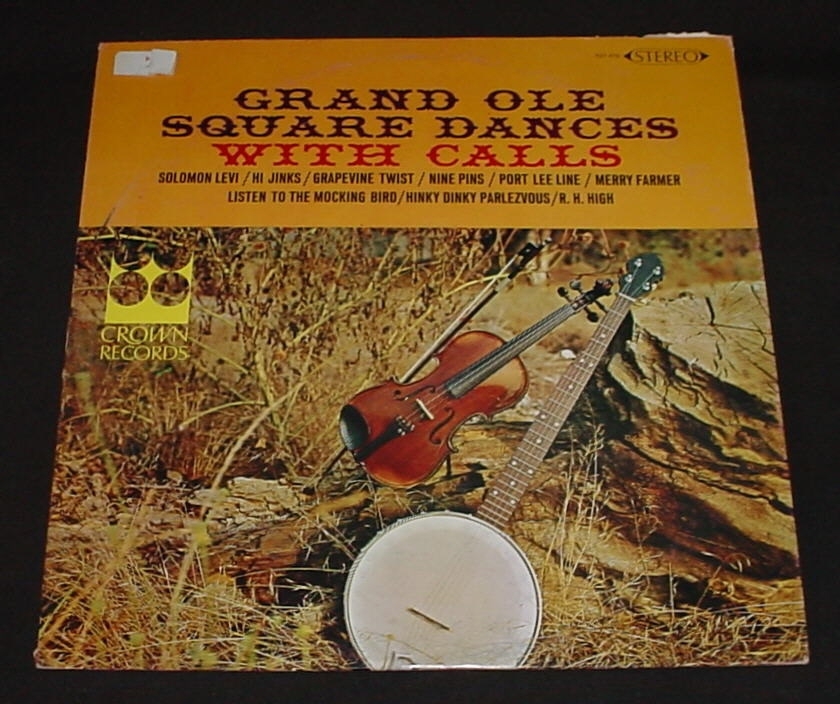 STEREO
GRAND OLE
SQUARE DANCES
WITH CALLS
SOLOMON LEVI / HI JINKS / GRAPEVINE TWIST / NINE PINS / PORT LEE LINE / MERRY FARMER
LISTEN TO THE MOCKING BIRD / HINKY DINKY PARLEZVOUS / R. H. HIGH
CROWN
RECORDS